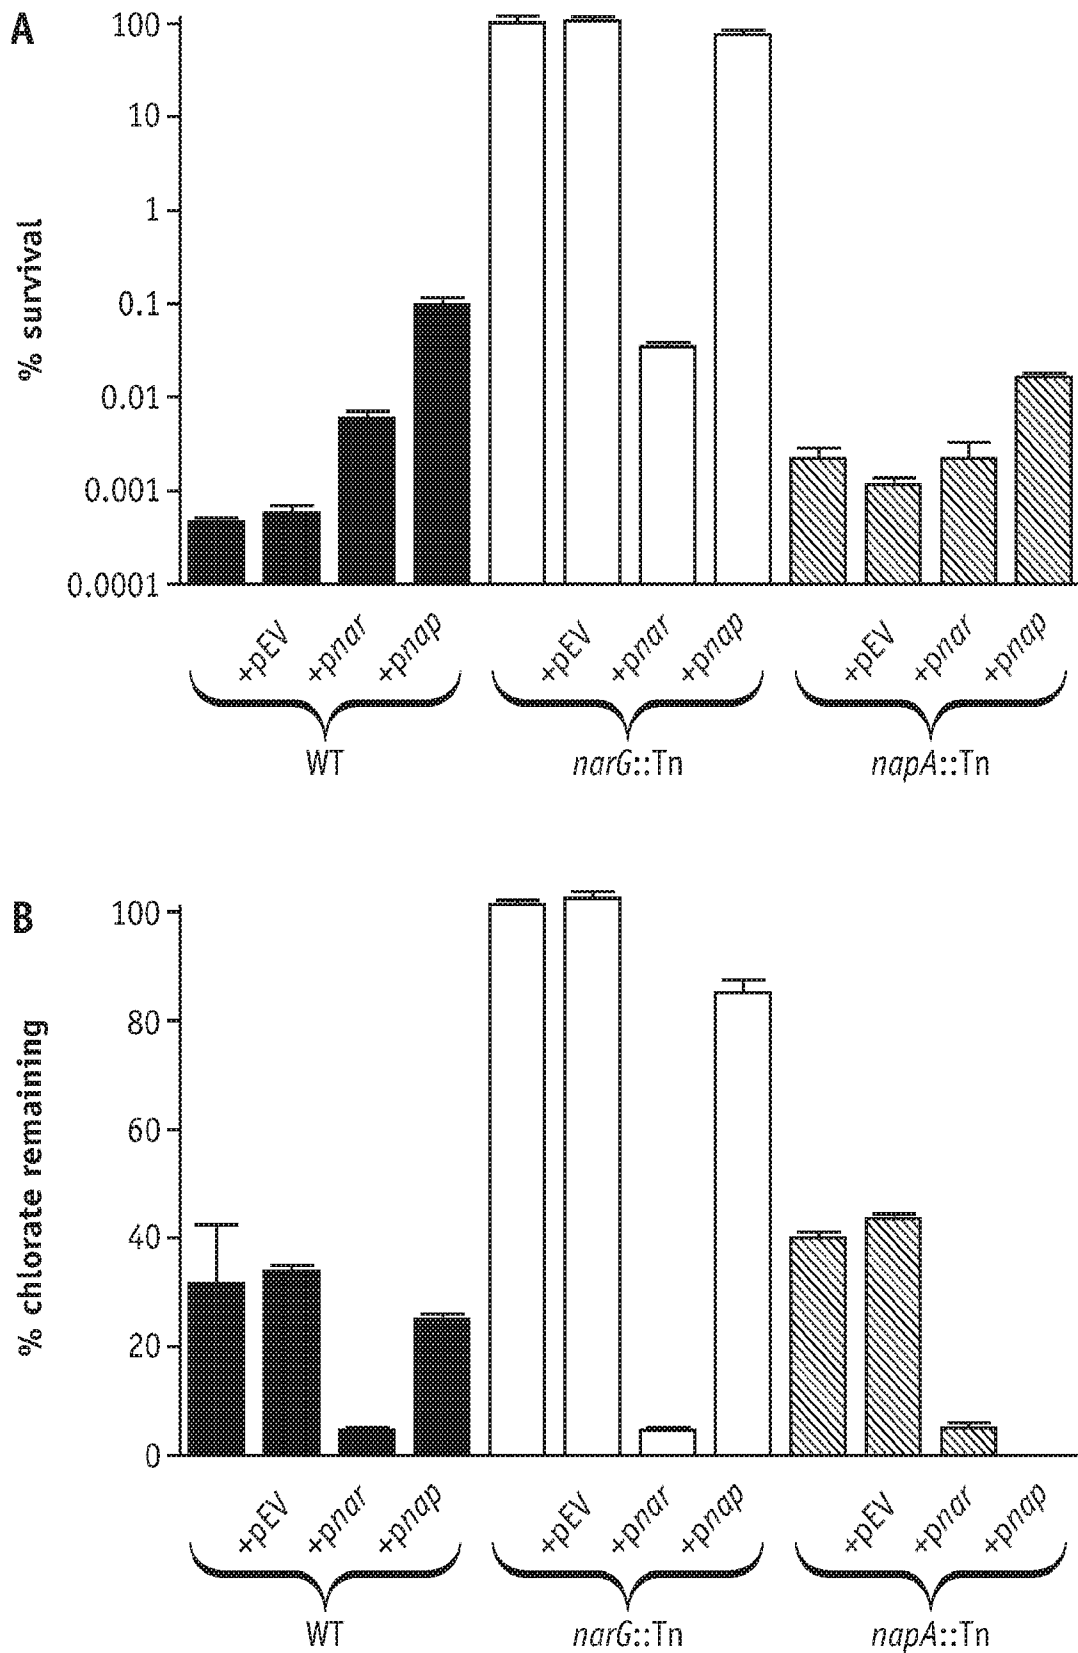 A
% survival
100
10
1
0.1
0.01
0.001
0.0001
+pEV +pnar +pnap +pEV +pnar +pnap +pEV +pnar +pnap
WT narG::Tn napA::Tn
B
% chlorate remaining
100
80
60
40
20
0
+pEV +pnar +pnap +pEV +pnar +pnap +pEV +pnar +pnap
WT narG::Tn napA::Tn